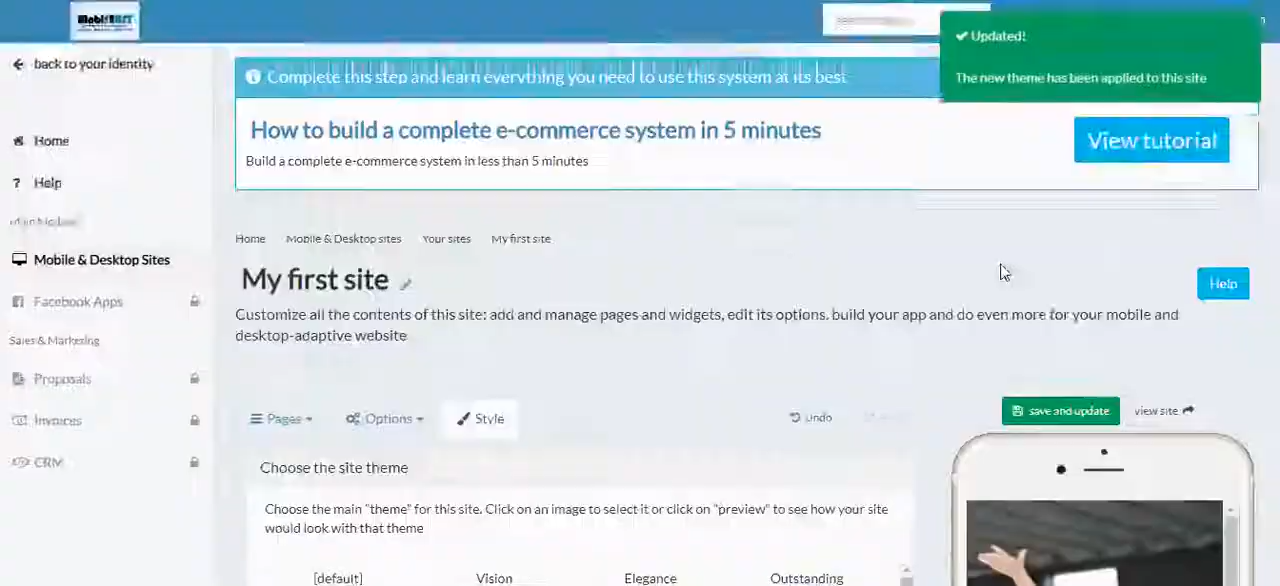 back to your identity
Updated!
The new theme has been applied to this site
Complete this step and learn everything you need to use this system at its best
How to build a complete e-commerce system in 5 minutes
Build a complete e-commerce system in less than 5 minutes
View tutorial
Home
Help
Mobile & Desktop Sites
Facebook Apps
Sales & Marketing
Proposals
Invoices
CRM
Home Mobile & Desktop sites Your sites My first site
My first site
Help
Customize all the contents of this site: add and manage pages and widgets, edit its options. build your app and do even more for your mobile and
desktop-adaptive website
Pages Options Style Undo
save and update view site
Choose the site theme
Choose the main "theme" for this site. Click on an image to select it or click on "preview" to see how your site
would look with that theme
[default] Vision Elegance Outstanding